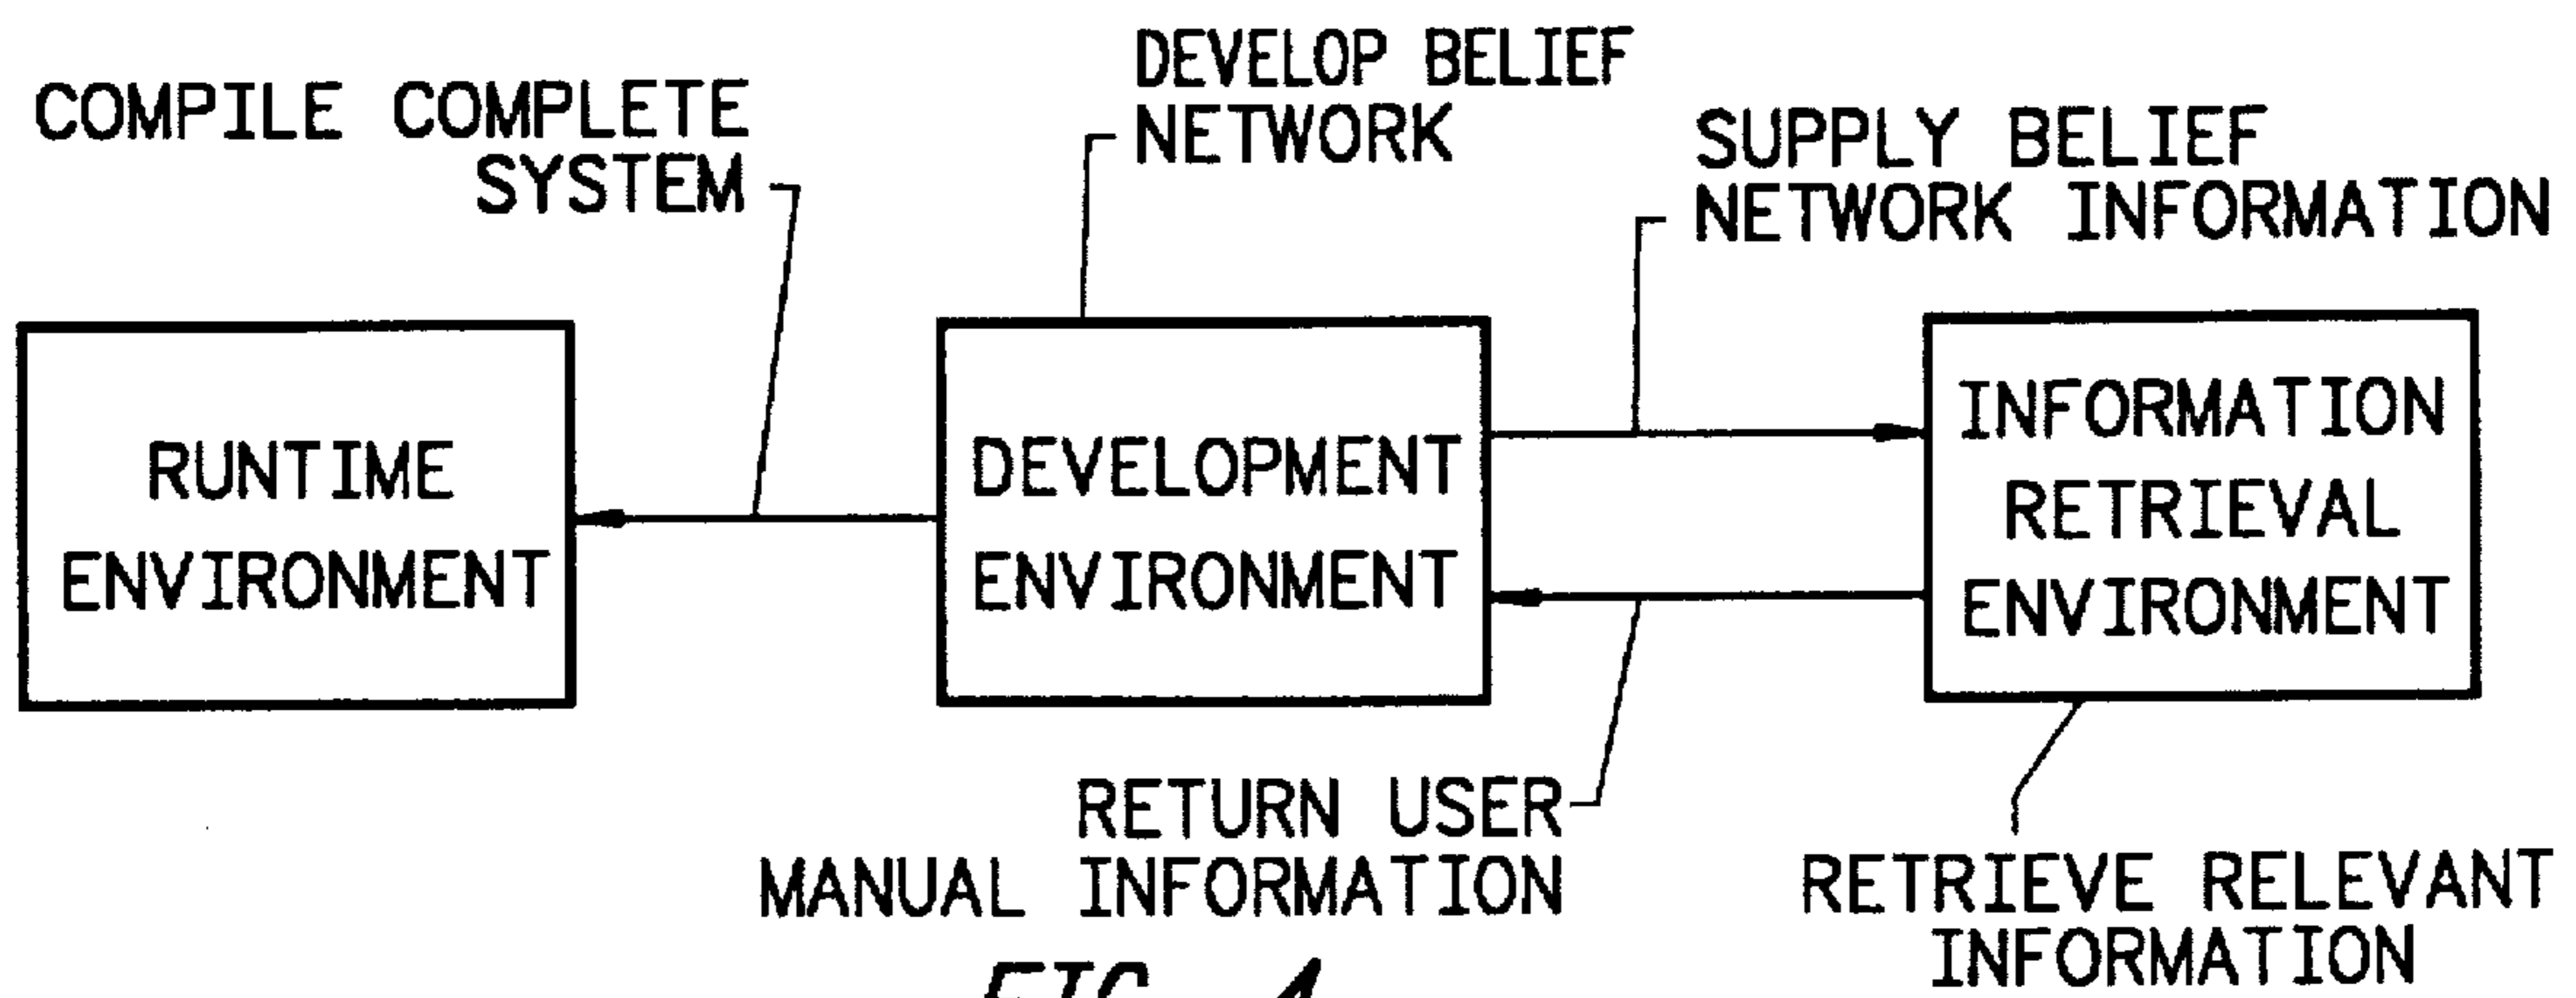 COMPILE COMPLETE
SYSTEM
DEVELOP BELIEF
NETWORK
SUPPLY BELIEF
NETWORK INFORMATION
RUNTIME
ENVIRONMENT
DEVELOPMENT
ENVIRONMENT
INFORMATION
RETRIEVAL
ENVIRONMENT
RETURN USER
MANUAL INFORMATION
RETRIEVE RELEVANT
INFORMATION